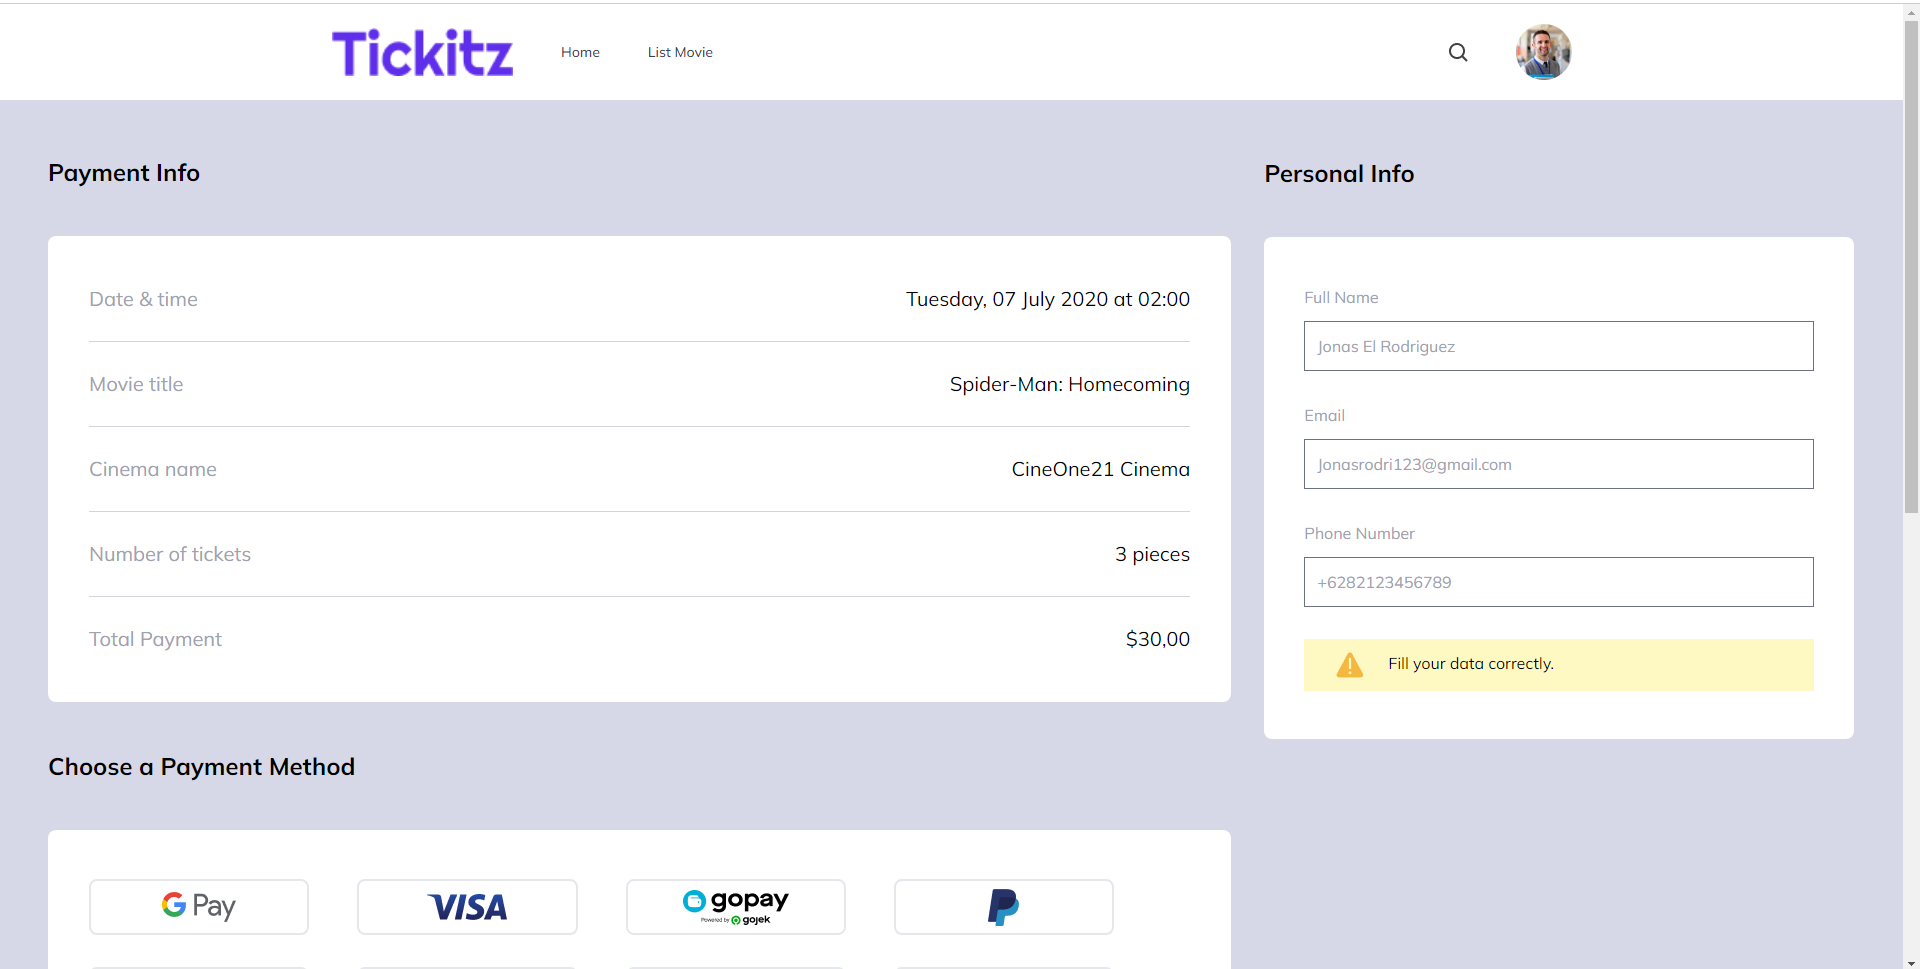 Tickitz
Home
List Movie
Payment Info
Date & time
Tuesday, 07 July 2020 at 02:00
Movie title
Spider-Man: Homecoming
Cinema name
CineOne21 Cinema
Number of tickets
3 pieces
Total Payment
$30,00
Personal Info
Full Name
Jonas El Rodriguez
Email
Jonasrodri123@gmail.com
Phone Number
+6282123456789
Fill your data correctly.
Choose a Payment Method
G Pay
VISA
gopay
Powered by gojek